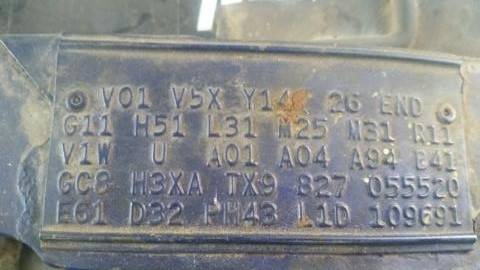 V01 V5X Y14 26 END
G11 H51 L31 M25 M31 R11
V1W U A01 A04 A94 B41
GC8 H3XA TX9 827 055520
E61 D32 PH43 L1D 109691